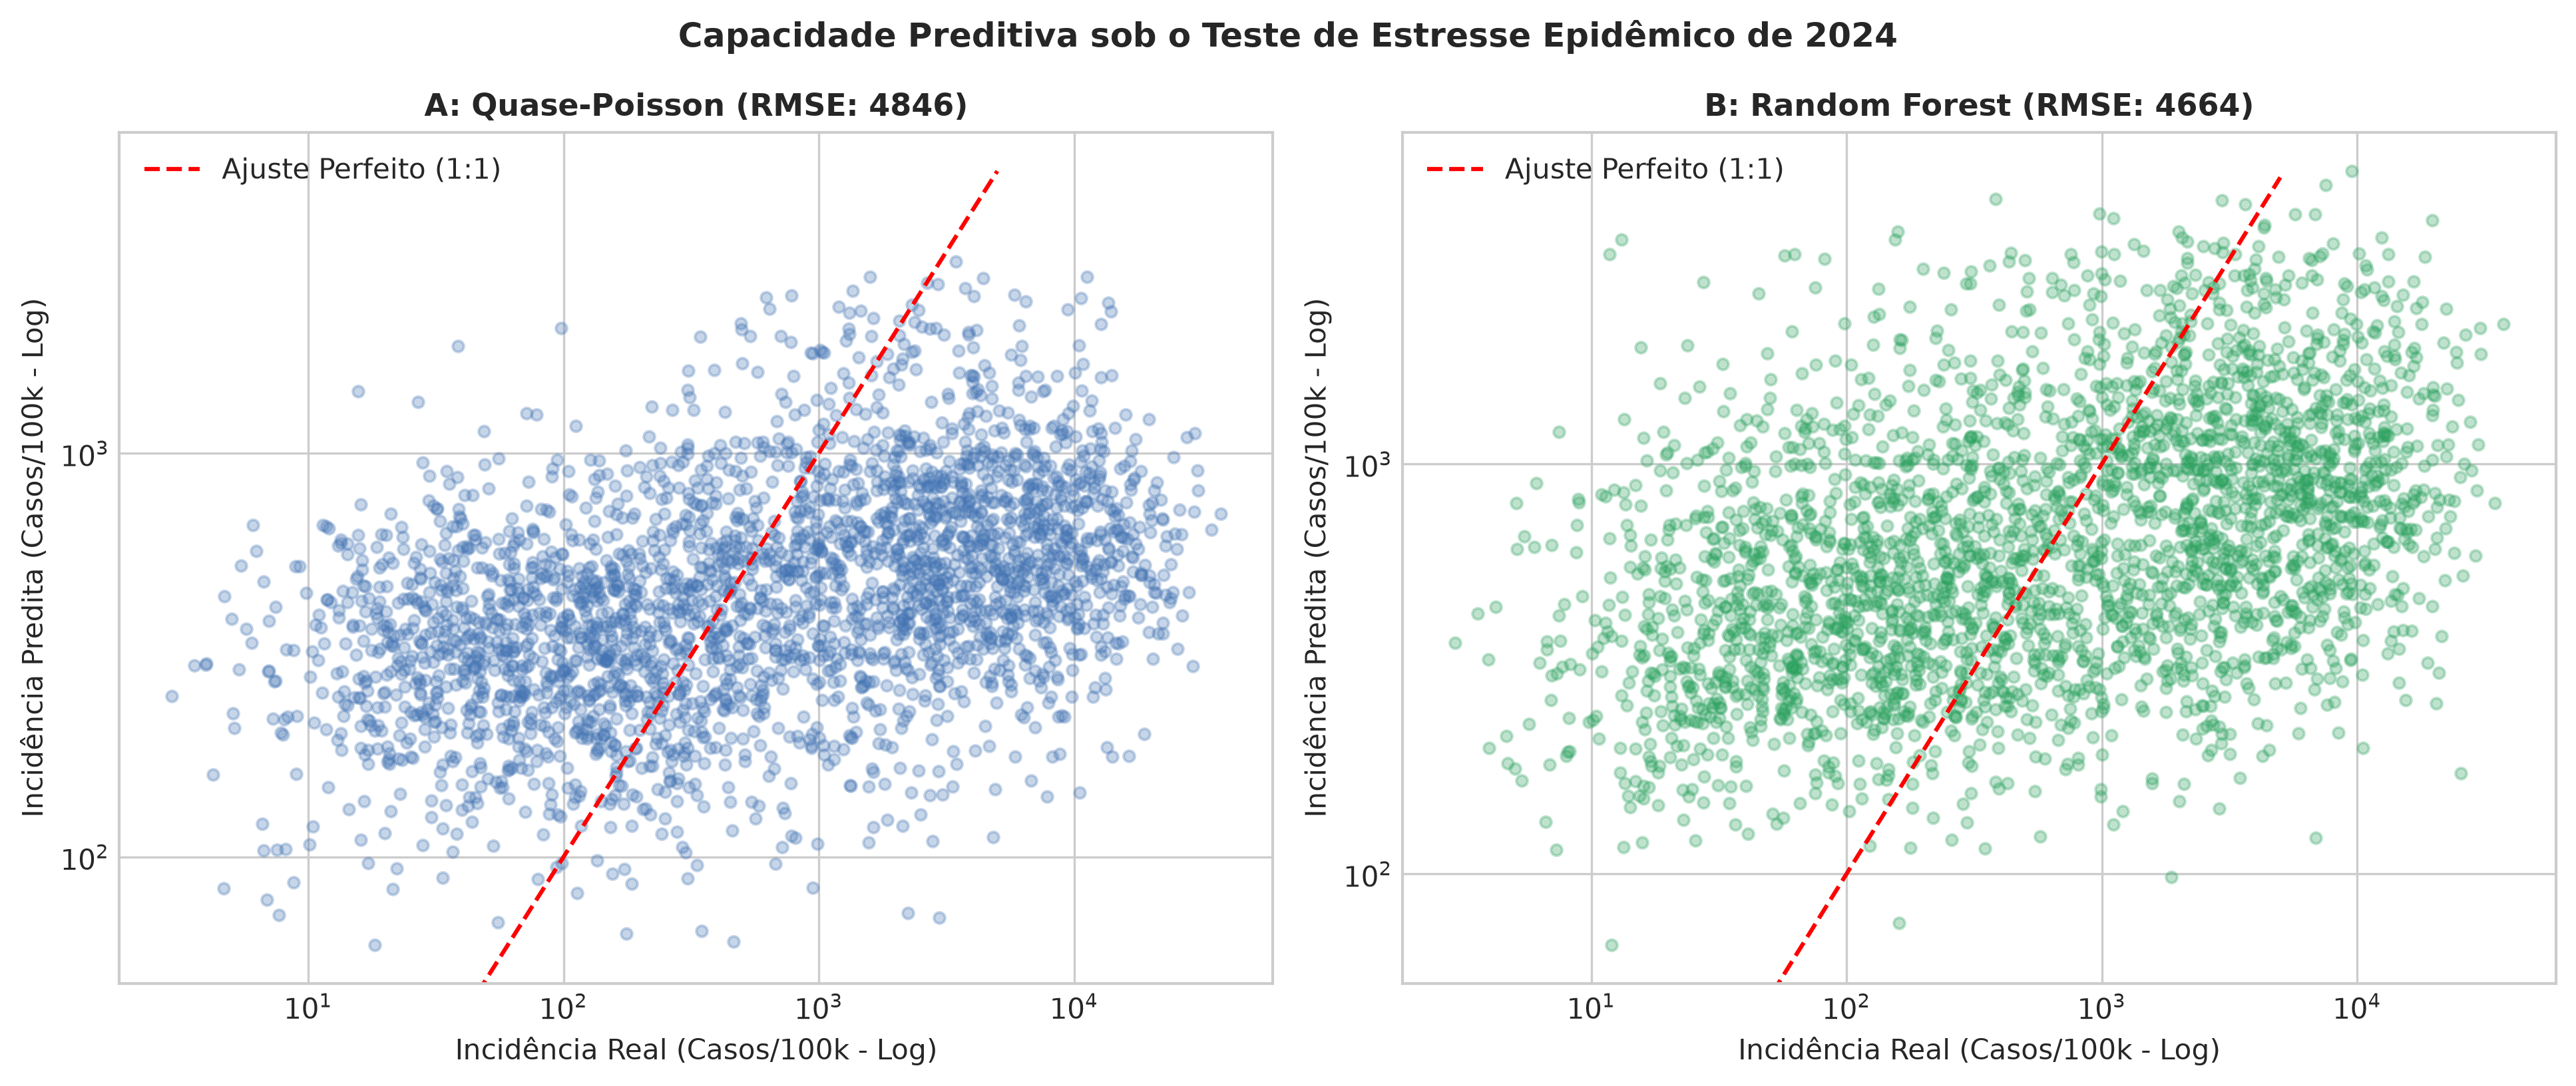 Capacidade Preditiva sob o Teste de Estresse Epidêmico de 2024
A: Quase-Poisson (RMSE: 4846)
Ajuste Perfeito (1:1)
Incidência Predita (Casos/100k - Log)
10³
10²
10¹ 10² 10³ 10⁴
Incidência Real (Casos/100k - Log)
B: Random Forest (RMSE: 4664)
Ajuste Perfeito (1:1)
Incidência Predita (Casos/100k - Log)
10³
10²
10¹ 10² 10³ 10⁴
Incidência Real (Casos/100k - Log)